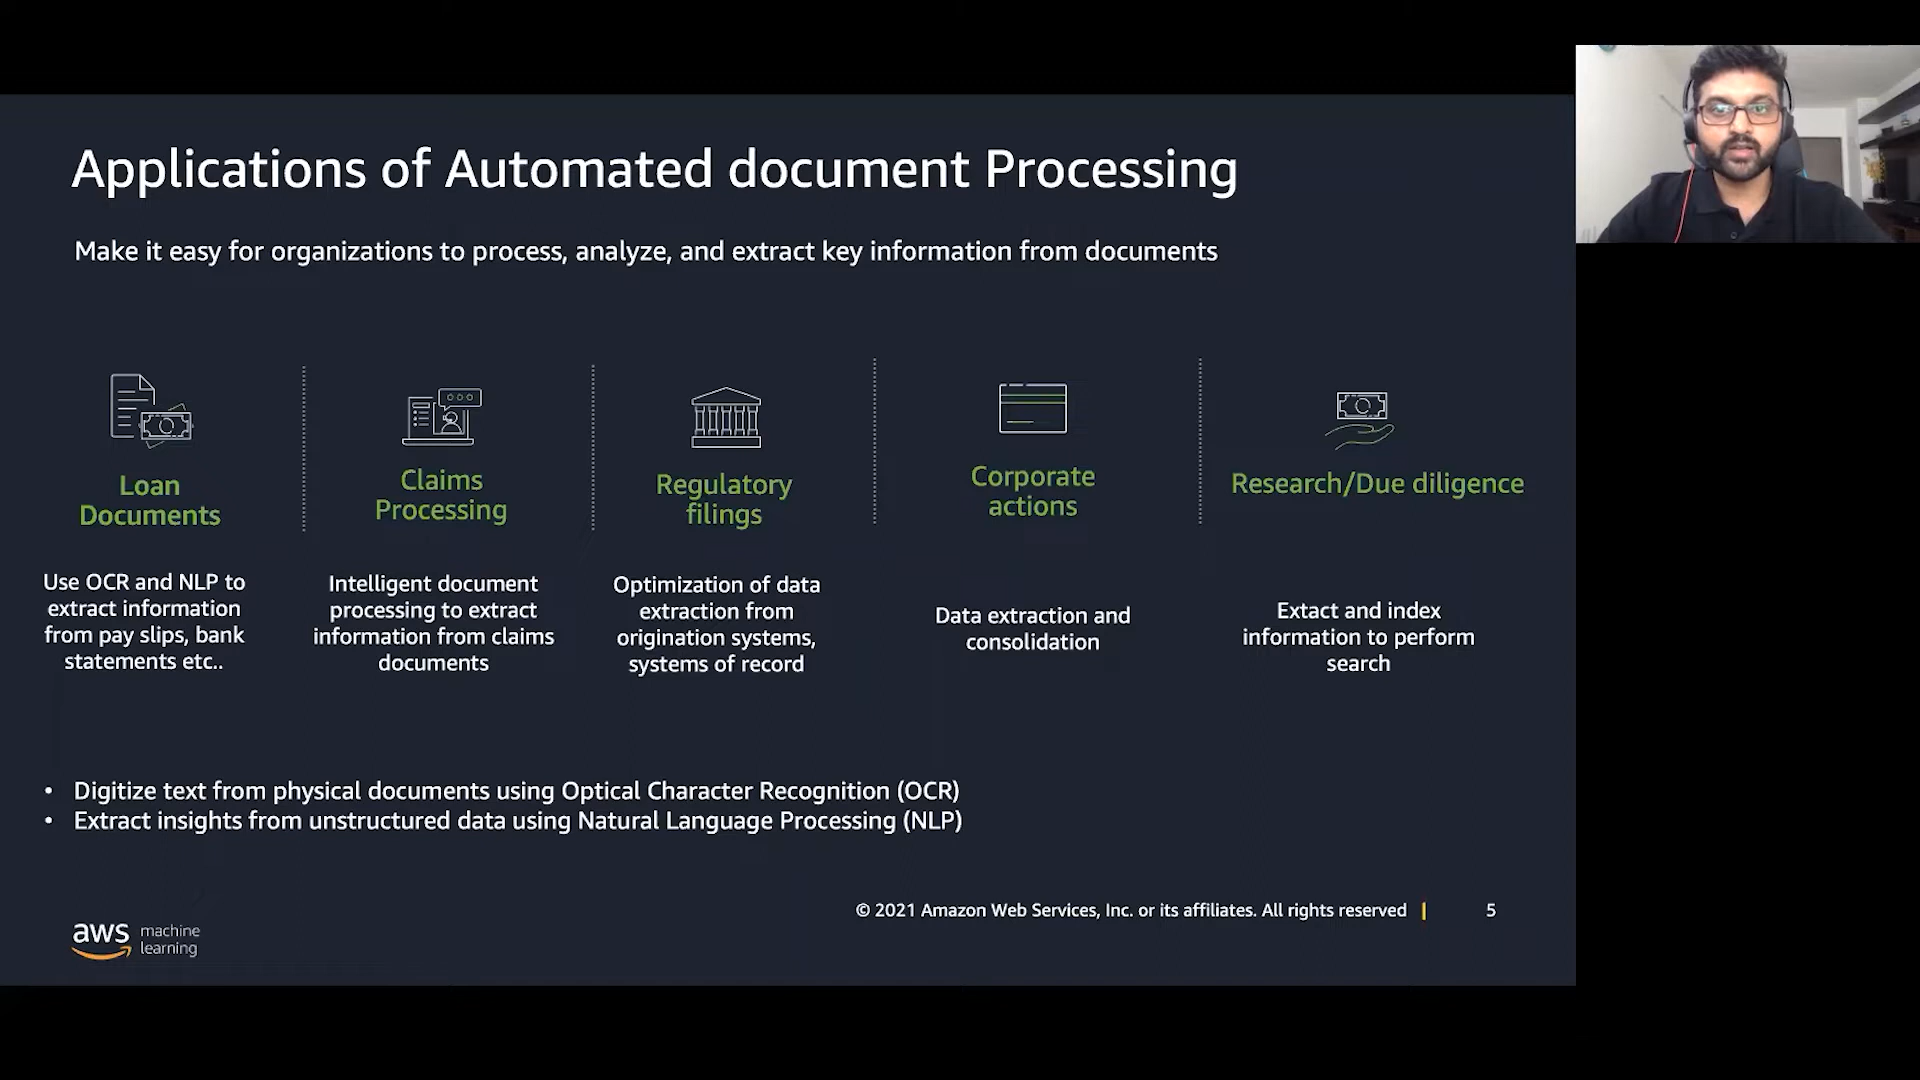 Applications of Automated document Processing
Make it easy for organizations to process, analyze, and extract key information from documents
Loan
Documents
Use OCR and NLP to
extract information
from pay slips, bank
statements etc..
Claims
Processing
Intelligent document
processing to extract
information from claims
documents
Regulatory
filings
Optimization of data
extraction from
origination systems,
systems of record
Corporate
actions
Data extraction and
consolidation
Research/Due diligence
Extact and index
information to perform
search
• Digitize text from physical documents using Optical Character Recognition (OCR)
• Extract insights from unstructured data using Natural Language Processing (NLP)
© 2021 Amazon Web Services, Inc. or its affiliates. All rights reserved |
5
aws machine
learning